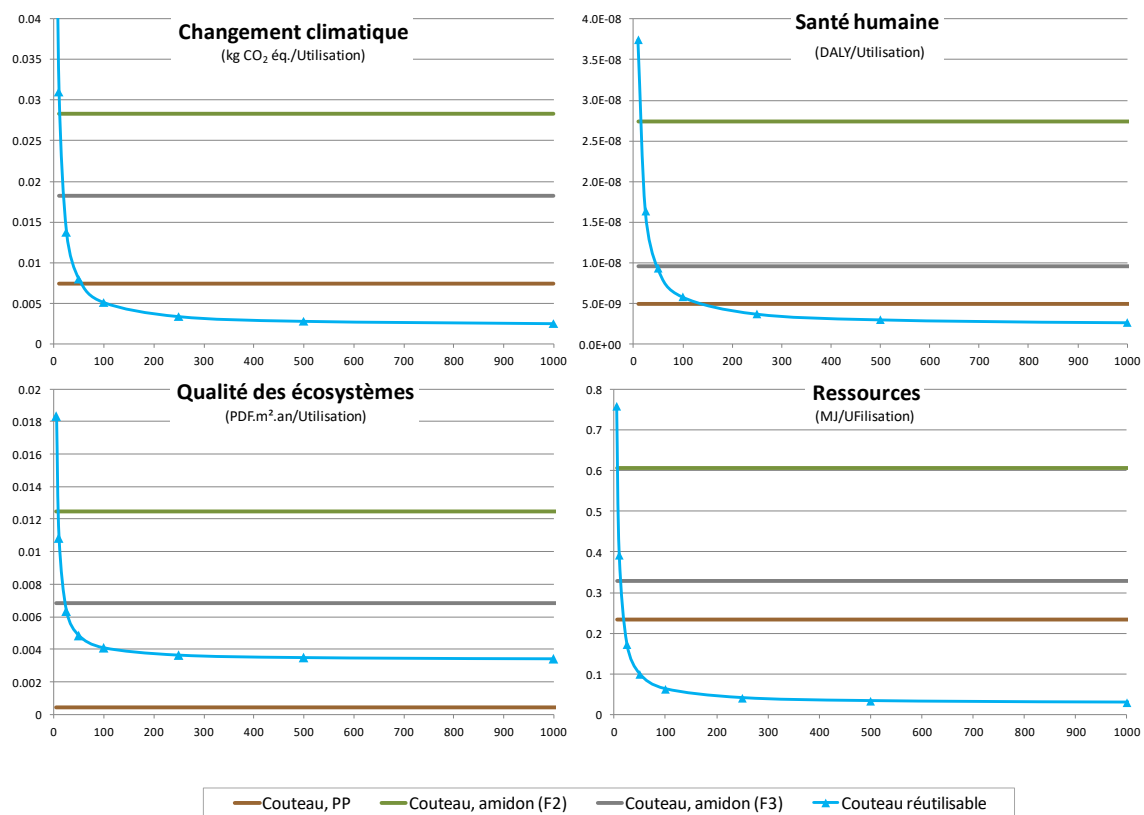 Changement climatique
(kg CO₂ éq./Utilisation)
0.04
0.035
0.03
0.025
0.02
0.015
0.01
0.005
0
0 100 200 300 400 500 600 700 800 900 1000
Santé humaine
(DALY/Utilisation)
4.0E-08
3.5E-08
3.0E-08
2.5E-08
2.0E-08
1.5E-08
1.0E-08
5.0E-09
0.0E+00
0 100 200 300 400 500 600 700 800 900 1000
Qualité des écosystèmes
(PDF.m².an/Utilisation)
0.02
0.018
0.016
0.014
0.012
0.01
0.008
0.006
0.004
0.002
0
0 100 200 300 400 500 600 700 800 900 1000
Ressources
(MJ/UFilisation)
0.8
0.7
0.6
0.5
0.4
0.3
0.2
0.1
0
0 100 200 300 400 500 600 700 800 900 1000
Couteau, PP Couteau, amidon (F2) Couteau, amidon (F3) Couteau réutilisable